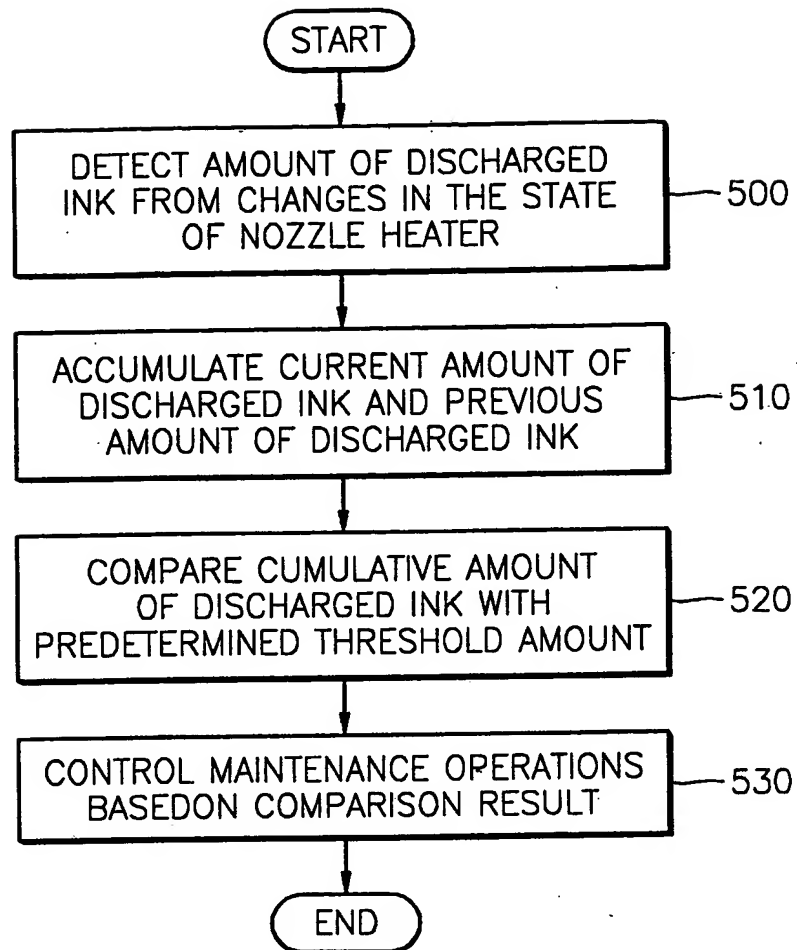 START
DETECT AMOUNT OF DISCHARGED
INK FROM CHANGES IN THE STATE
OF NOZZLE HEATER
500
ACCUMULATE CURRENT AMOUNT OF
DISCHARGED INK AND PREVIOUS
AMOUNT OF DISCHARGED INK
510
COMPARE CUMULATIVE AMOUNT
OF DISCHARGED INK WITH
PREDETERMINED THRESHOLD AMOUNT
520
CONTROL MAINTENANCE OPERATIONS
BASEDON COMPARISON RESULT
530
END